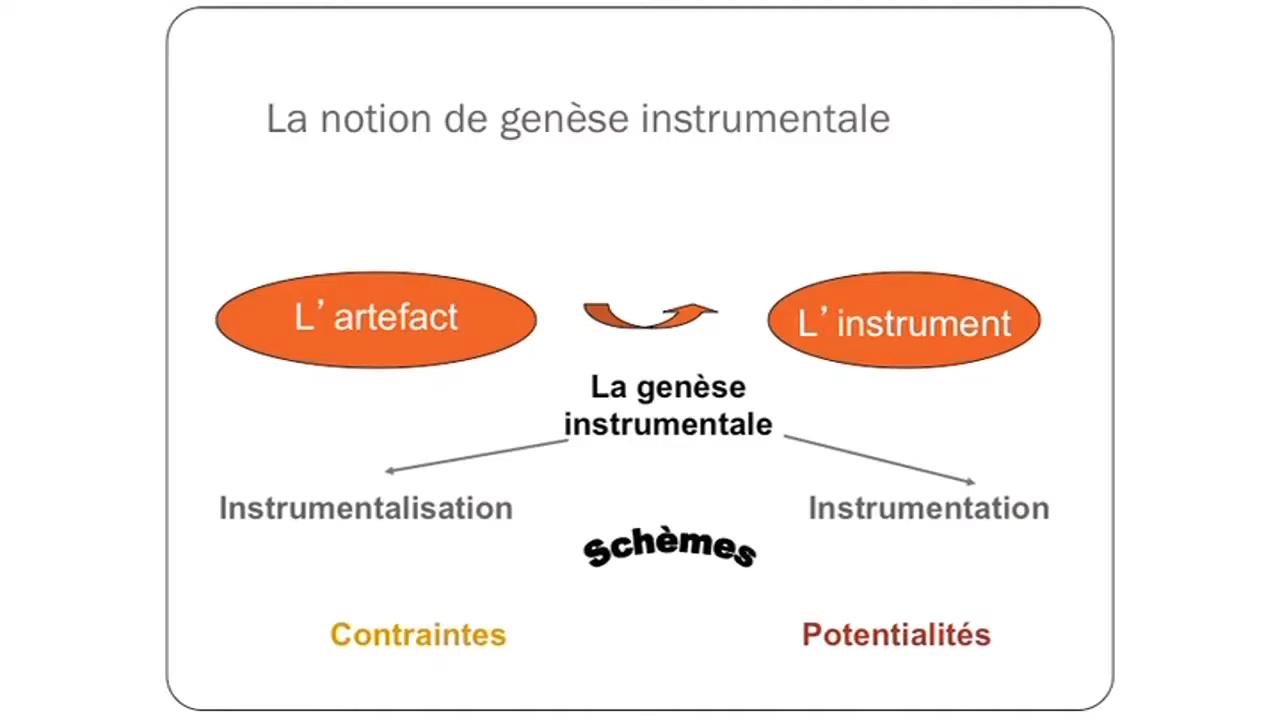 La notion de genèse instrumentale
L’ artefact
L’ instrument
La genèse
instrumentale
Instrumentalisation
Instrumentation
Schèmes
Contraintes
Potentialités